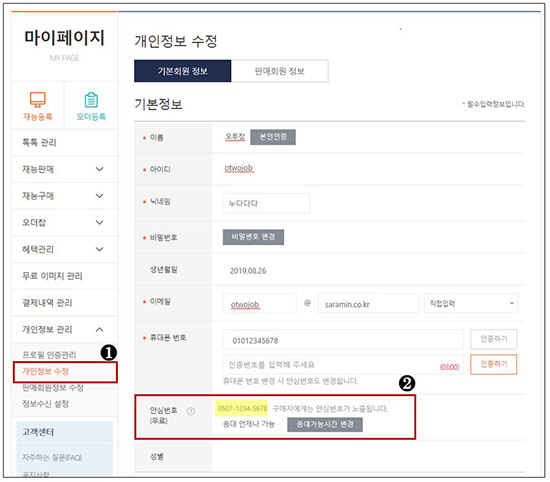 마이페이지
MY PAGE
재능등록
오더등록
톡톡 관리
재능판매
재능구매
오더잡
혜택관리
무료 이미지 관리
결제내역 관리
개인정보 관리
프로필 인증관리
❶
개인정보 수정
판매회원정보 수정
정보수신 설정
고객센터
자주하는 질문(FAQ)
공지사항
개인정보 수정
기본회원 정보
판매회원 정보
기본정보
* 필수입력정보입니다.
* 이름 오투잡 본인인증
* 아이디 otwojob
* 닉네임 누다다다
* 비밀번호 비밀번호 변경
생년월일 2019.08.26
* 이메일 otwojob @ saramin.co.kr 직접입력
* 휴대폰 번호 01012345678 인증하기
인증번호를 입력해 주세요 (03:00) 인증하기
휴대폰 번호 변경 시 안심번호도 변경됩니다.
❷
안심번호 ? 0507-1234-5678 구매자에게는 안심번호가 노출됩니다.
(무료) 응대 언제나 가능 응대가능시간 변경
성별